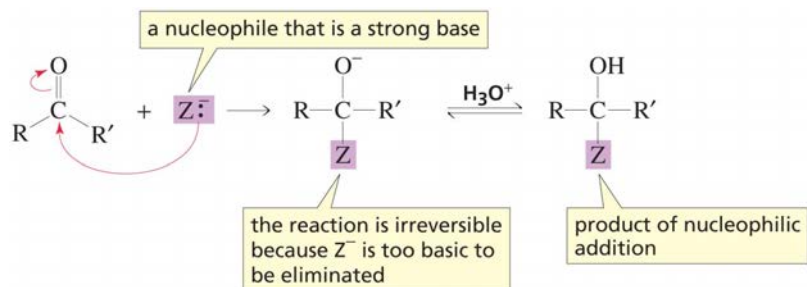 a nucleophile that is a strong base
O O⁻ OH
C + Z:⁻ ⟶ R—C—R′ ⇌ H₃O⁺ R—C—R′
R R′ Z Z
the reaction is irreversible
because Z⁻ is too basic to
be eliminated
product of nucleophilic
addition